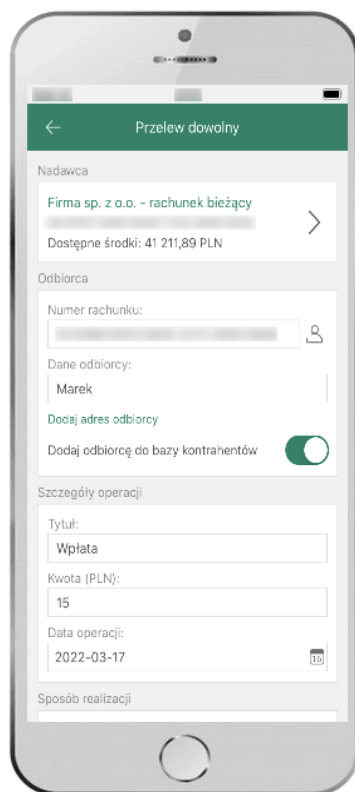 Przelew dowolny
Nadawca
Firma sp. z o.o. – rachunek bieżący
Dostępne środki: 41 211,89 PLN
Odbiorca
Numer rachunku:
Dane odbiorcy:
Marek
Dodaj adres odbiorcy
Dodaj odbiorcę do bazy kontrahentów
Szczegóły operacji
Tytuł:
Wpłata
Kwota (PLN):
15
Data operacji:
2022-03-17
15
Sposób realizacji